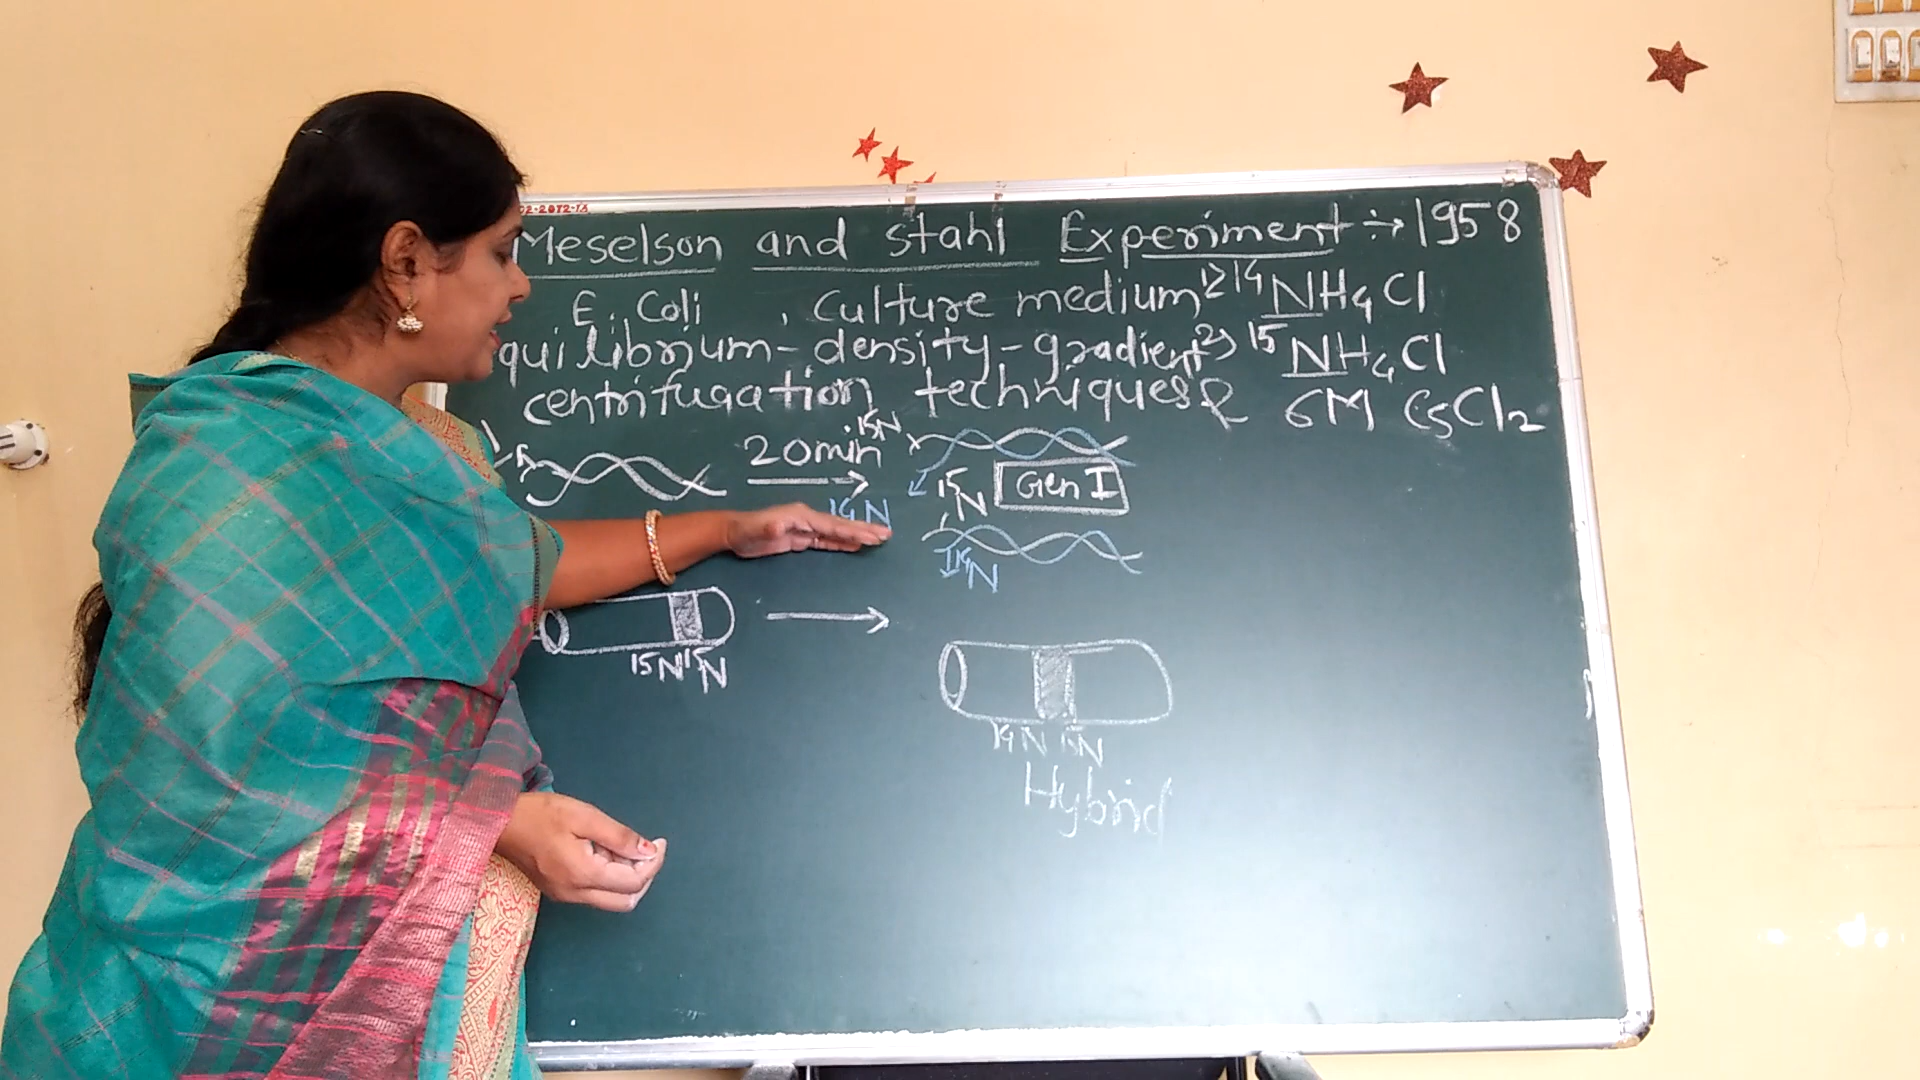 Meselson and Stahl Experiment ÷→ 1958
E. Coli , Culture medium 1> 14NH4Cl
quilibrium-density-gradient 2> 15NH4Cl
centrifugation techniques & 6M CsCl2
20min
14N
15N
15N
Gen I
14N
15N 15N
14N 15N
Hybrid